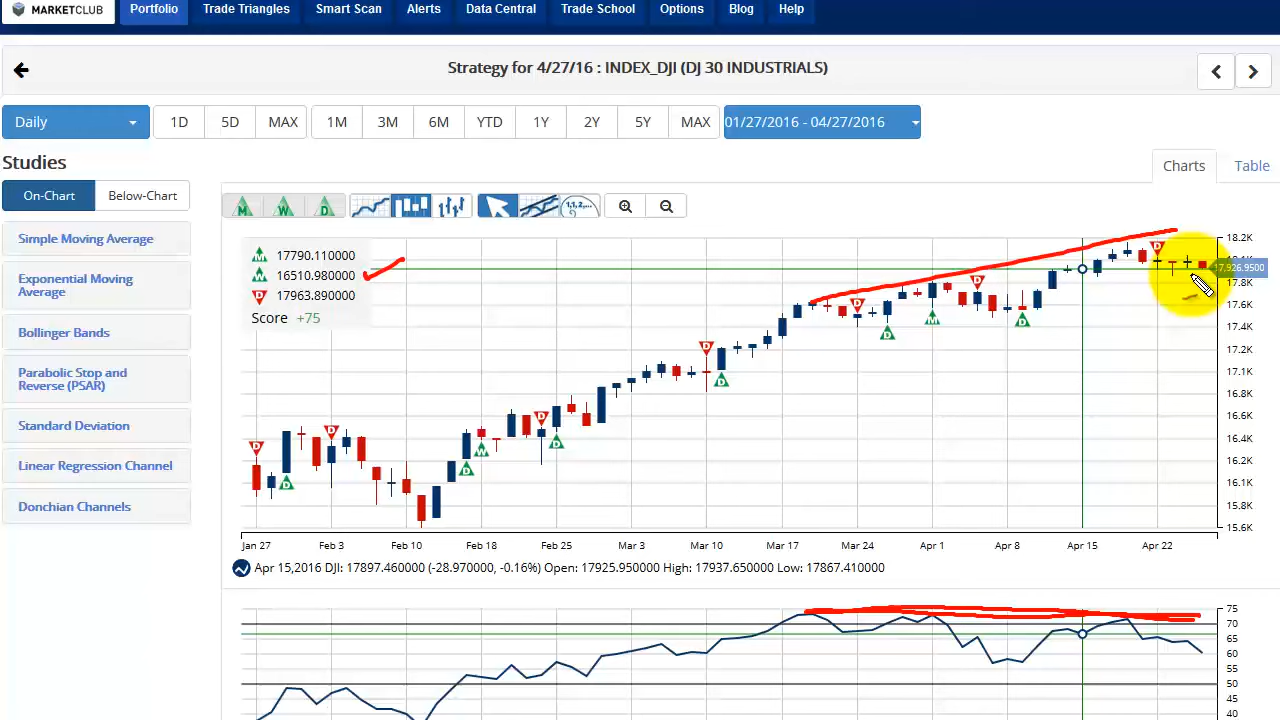 MARKETCLUB Portfolio Trade Triangles Smart Scan Alerts Data Central Trade School Options Blog Help
Strategy for 4/27/16 : INDEX_DJI (DJ 30 INDUSTRIALS)
Daily 1D 5D MAX 1M 3M 6M YTD 1Y 2Y 5Y MAX 01/27/2016 - 04/27/2016
Studies
Charts Table
On-Chart Below-Chart
M W D 1,1,2,...
Simple Moving Average
Exponential Moving
Average
Bollinger Bands
Parabolic Stop and
Reverse (PSAR)
Standard Deviation
Linear Regression Channel
Donchian Channels
M 17790.110000
W 16510.980000
D 17963.890000
Score +75
D D D D W D D D D D D M D D D
18.2K
17,926.9500
17.8K
17.6K
17.4K
17.2K
17.1K
16.8K
16.6K
16.4K
16.2K
16.1K
15.8K
15.6K
Jan 27 Feb 3 Feb 10 Feb 18 Feb 25 Mar 3 Mar 10 Mar 17 Mar 24 Apr 1 Apr 8 Apr 15 Apr 22
Apr 15,2016 DJI: 17897.460000 (-28.970000, -0.16%) Open: 17925.950000 High: 17937.650000 Low: 17867.410000
75
70
65
60
55
50
45
40